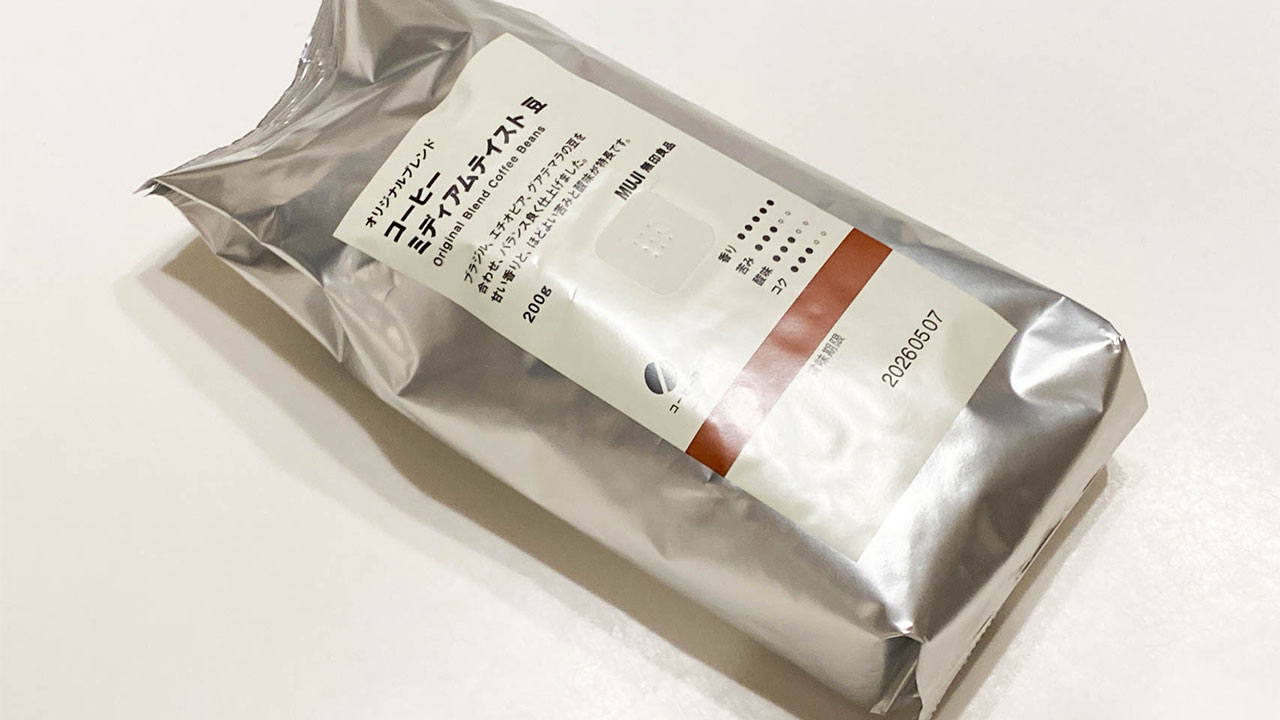 オリジナルブレンド
コーヒー
ミディアムテイスト 豆
Original Blend Coffee Beans
ブラジル、エチオピア、グアテマラの豆を
合わせ、バランス良く仕上げました。
甘い香りと、ほどよい苦みと酸味が特長です。
200g
MUJI 無印良品
香り ●●●●●
苦み ●●●○○
酸味 ●●●○○
コク ●●●○○
賞味期限
20260507